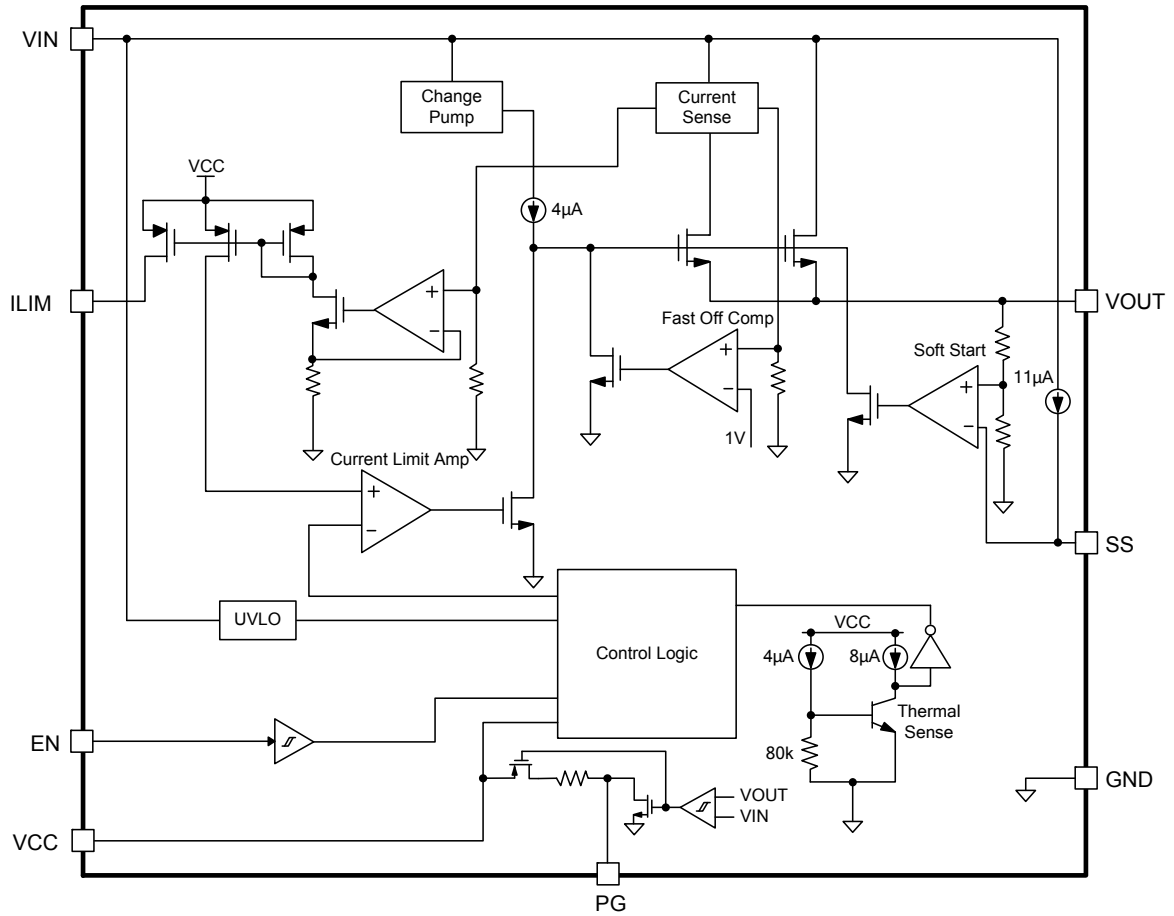 VIN
Change
Pump
Current
Sense
VCC
4μA
ILIM
VOUT
Fast Off Comp
Soft Start
11μA
+
−
+
−
+
−
1V
Current Limit Amp
+
−
SS
UVLO
Control Logic
VCC
4μA
8μA
Thermal
Sense
80k
EN
GND
VOUT
VIN
VCC
PG